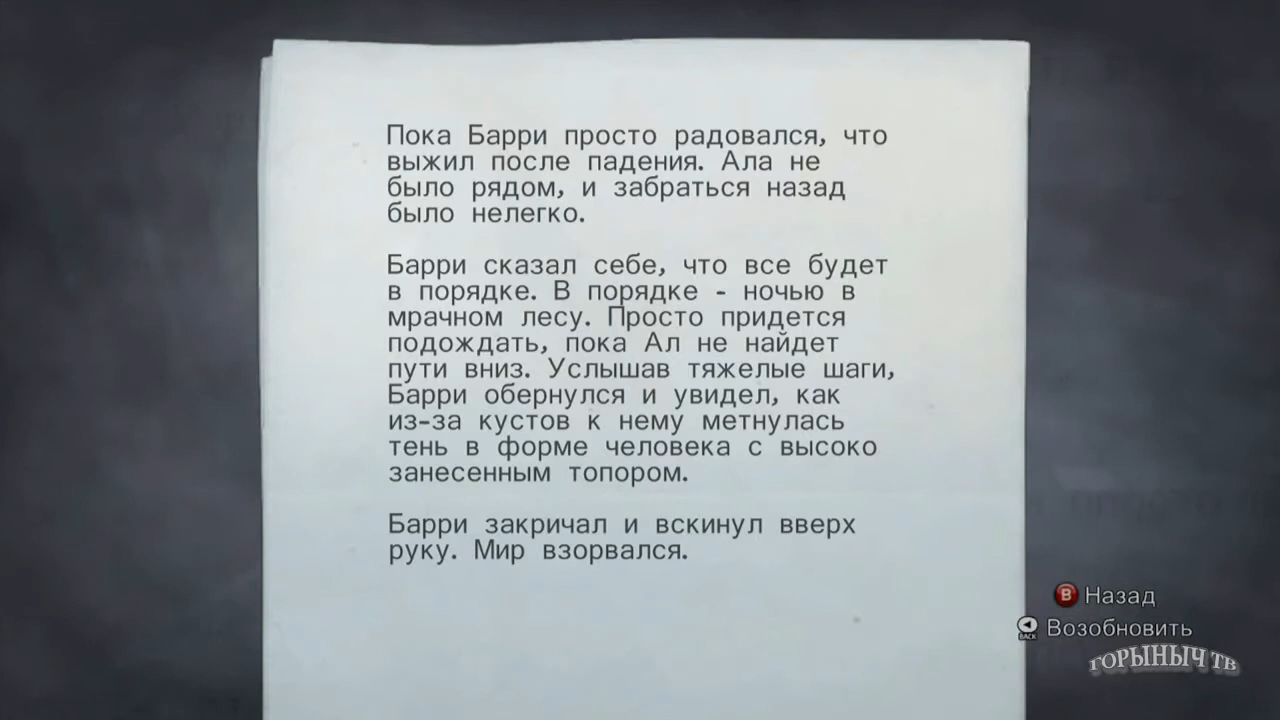 Пока Барри просто радовался, что
выжил после падения. Ала не
было рядом, и забраться назад
было нелегко.
Барри сказал себе, что все будет
в порядке. В порядке - ночью в
мрачном лесу. Просто придется
подождать, пока Ал не найдет
пути вниз. Услышав тяжелые шаги,
Барри обернулся и увидел, как
из-за кустов к нему метнулась
тень в форме человека с высоко
занесенным топором.
Барри закричал и вскинул вверх
руку. Мир взорвался.
B Назад
BACK Возобновить
ГОРЫНЫЧ ТВ